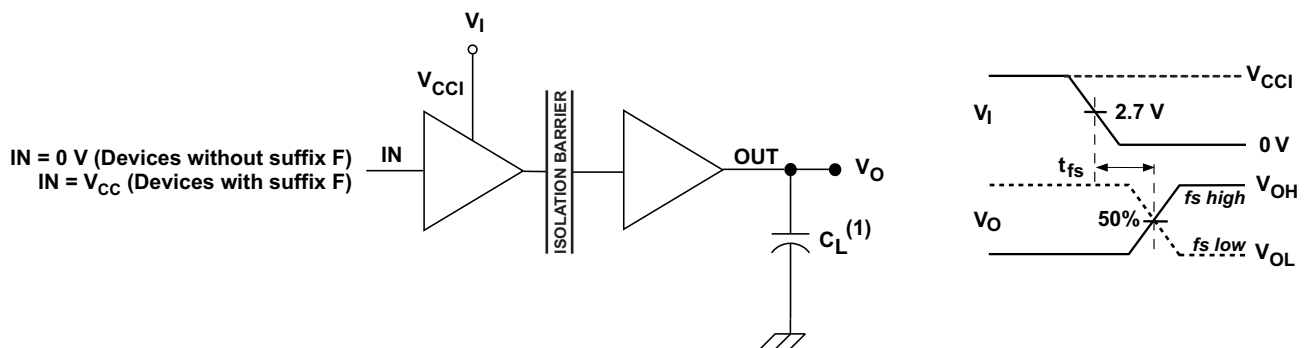 V_I
V_CCI
ISOLATION BARRIER
IN = 0 V (Devices without suffix F)
IN = V_CC (Devices with suffix F)
IN
OUT
V_O
C_L^(1)
V_CCI
V_I
2.7 V
0 V
t_fs
V_OH
fs high
50%
V_O
fs low
V_OL